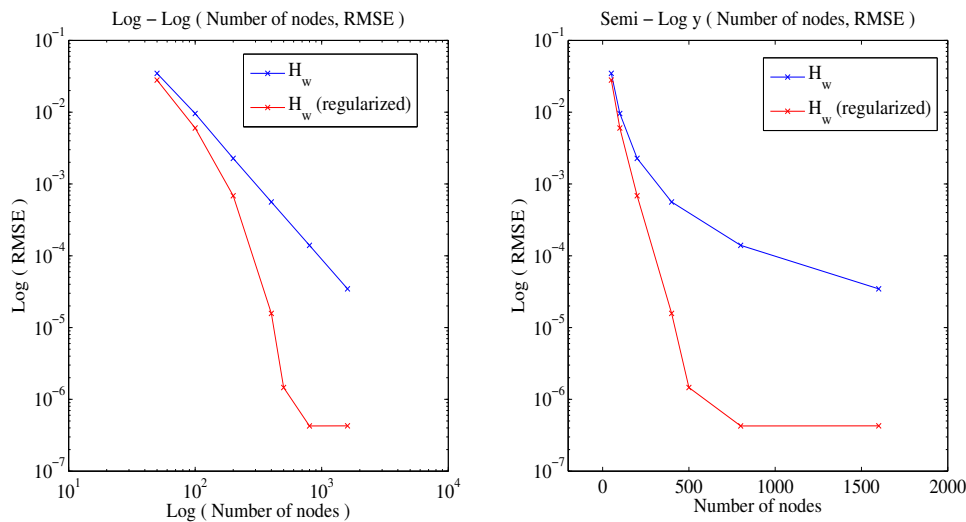 Log − Log ( Number of nodes, RMSE )
10^-1
10^-2
10^-3
10^-4
10^-5
10^-6
10^-7
Log ( RMSE )
H_w
H_w (regularized)
10^1 10^2 10^3 10^4
Log ( Number of nodes )
Semi − Log y ( Number of nodes, RMSE )
10^-1
10^-2
10^-3
10^-4
10^-5
10^-6
10^-7
Log ( RMSE )
H_w
H_w (regularized)
0 500 1000 1500 2000
Number of nodes